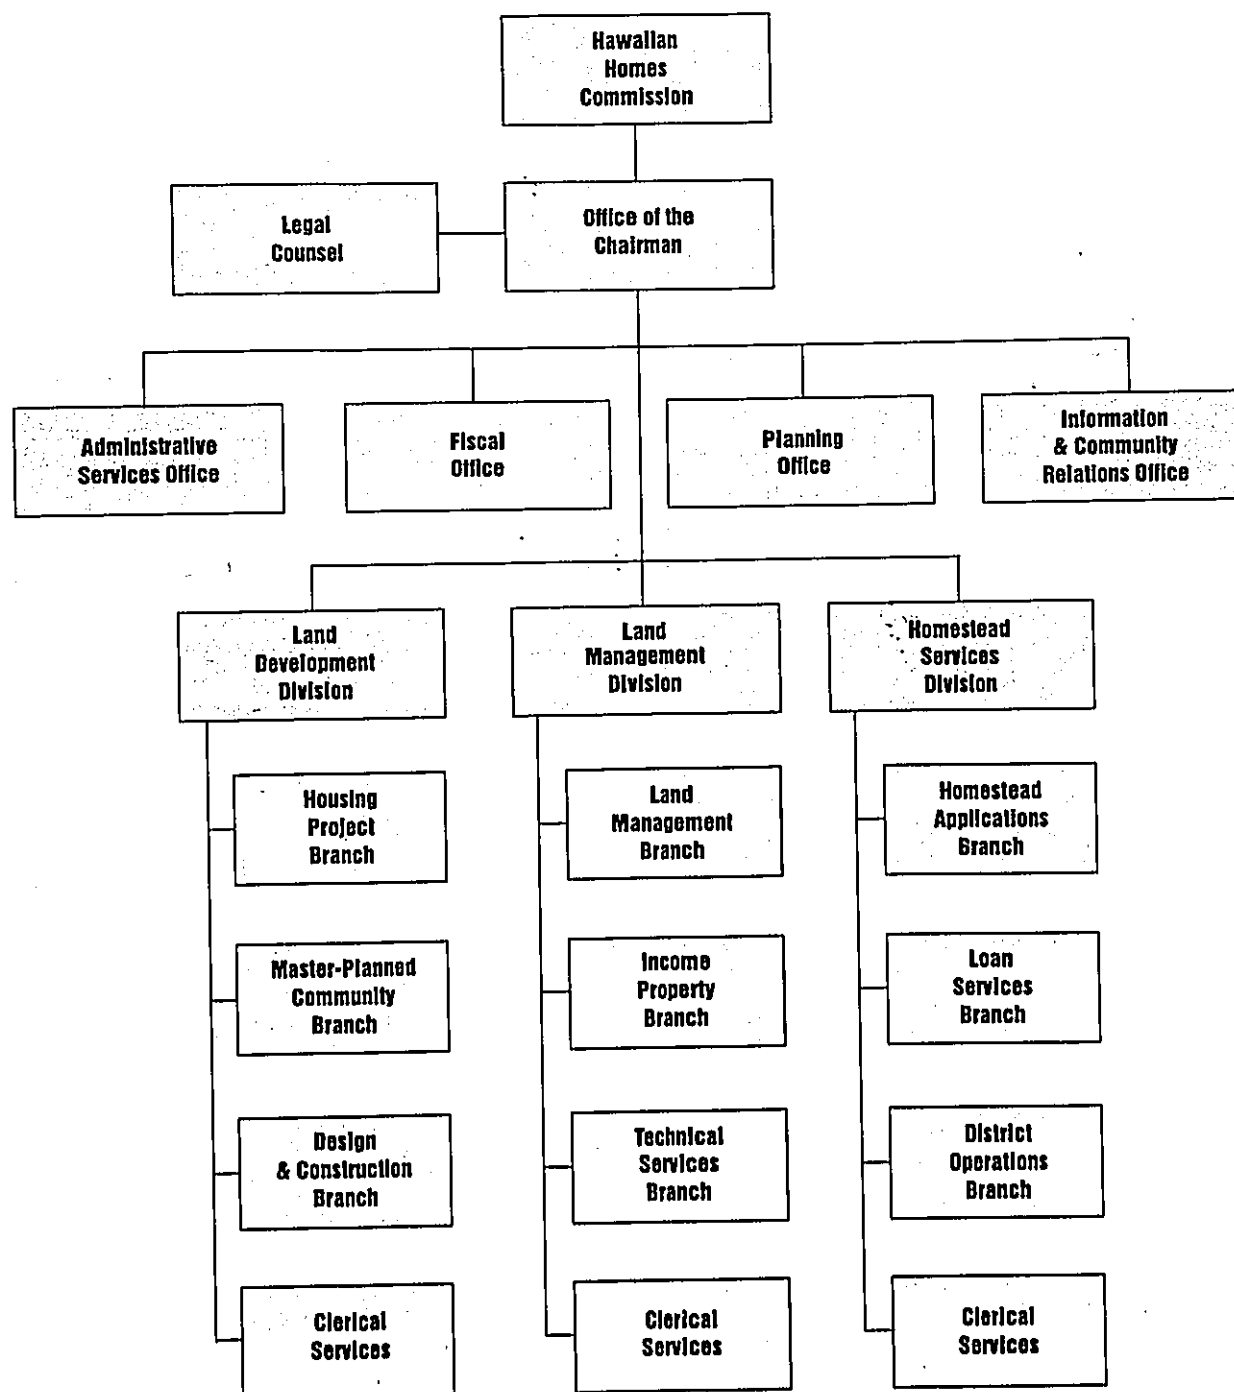 Hawaiian
Homes
Commission
Legal
Counsel
Office of the
Chairman
Administrative
Services Office
Fiscal
Office
Planning
Office
Information
& Community
Relations Office
Land
Development
Division
Land
Management
Division
Homestead
Services
Division
Housing
Project
Branch
Land
Management
Branch
Homestead
Applications
Branch
Master-Planned
Community
Branch
Income
Property
Branch
Loan
Services
Branch
Design
& Construction
Branch
Technical
Services
Branch
District
Operations
Branch
Clerical
Services
Clerical
Services
Clerical
Services